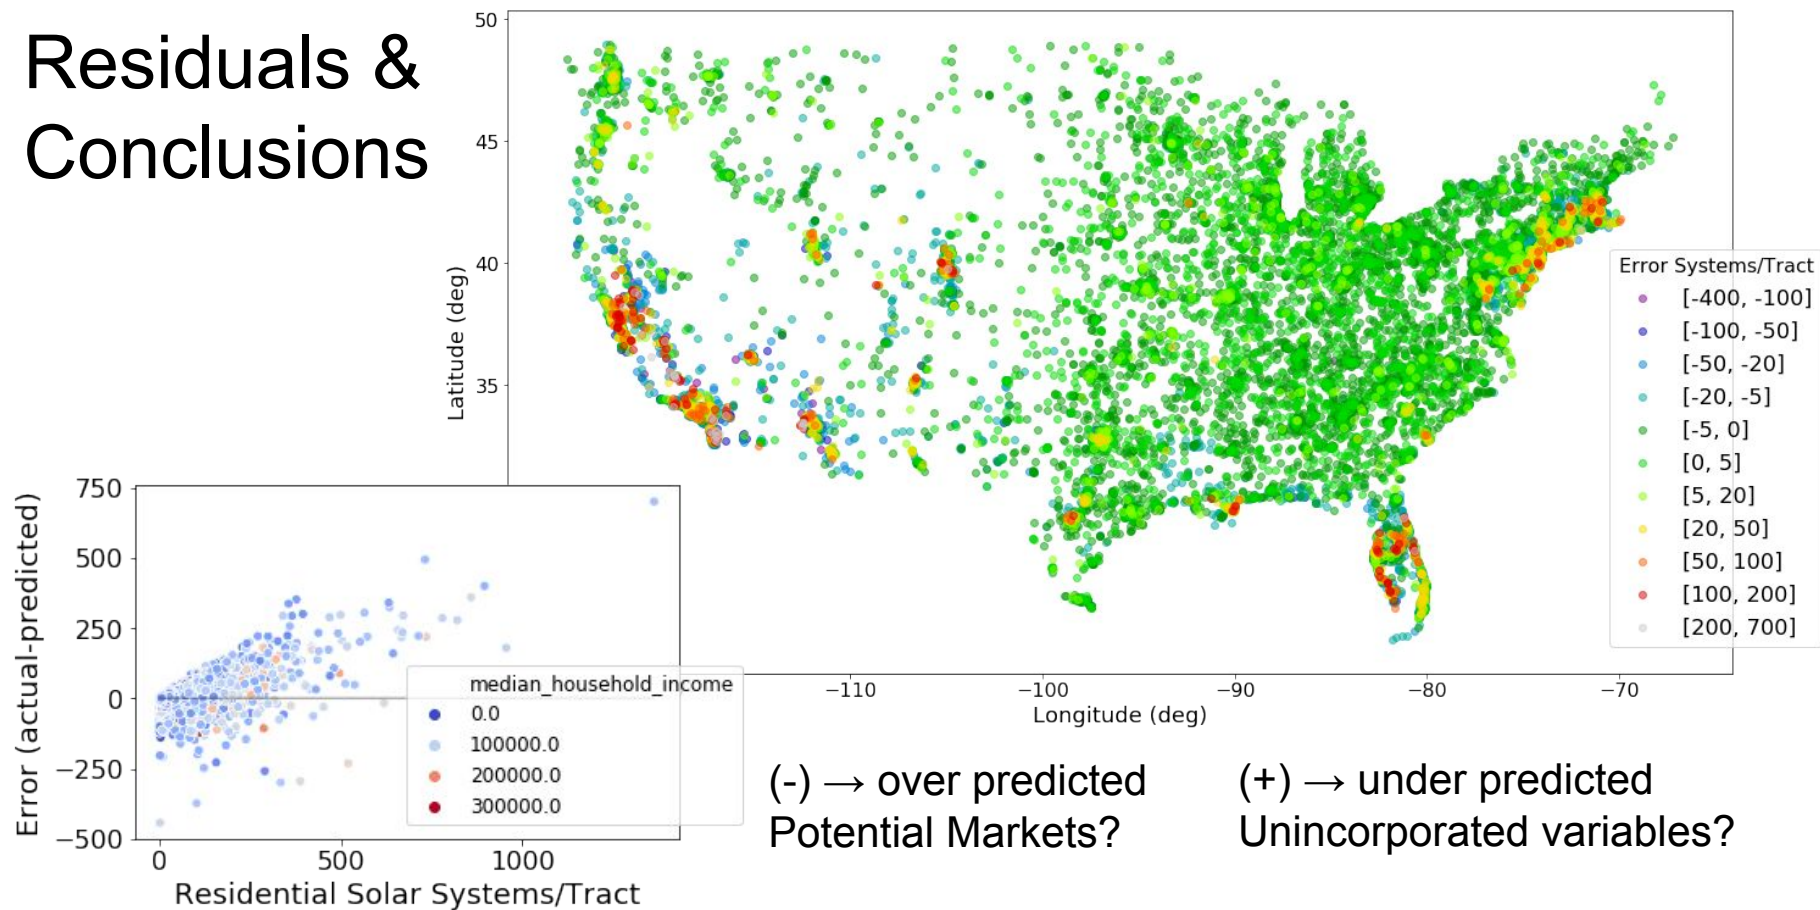 Residuals &
Conclusions
50
45
40
35
Latitude (deg)
−110
−100
−90
−80
−70
Longitude (deg)
Error Systems/Tract
[-400, -100]
[-100, -50]
[-50, -20]
[-20, -5]
[-5, 0]
[0, 5]
[5, 20]
[20, 50]
[50, 100]
[100, 200]
[200, 700]
750
500
250
0
−250
−500
Error (actual-predicted)
0
500
1000
Residential Solar Systems/Tract
median_household_income
0.0
100000.0
200000.0
300000.0
(-) → over predicted
Potential Markets?
(+) → under predicted
Unincorporated variables?